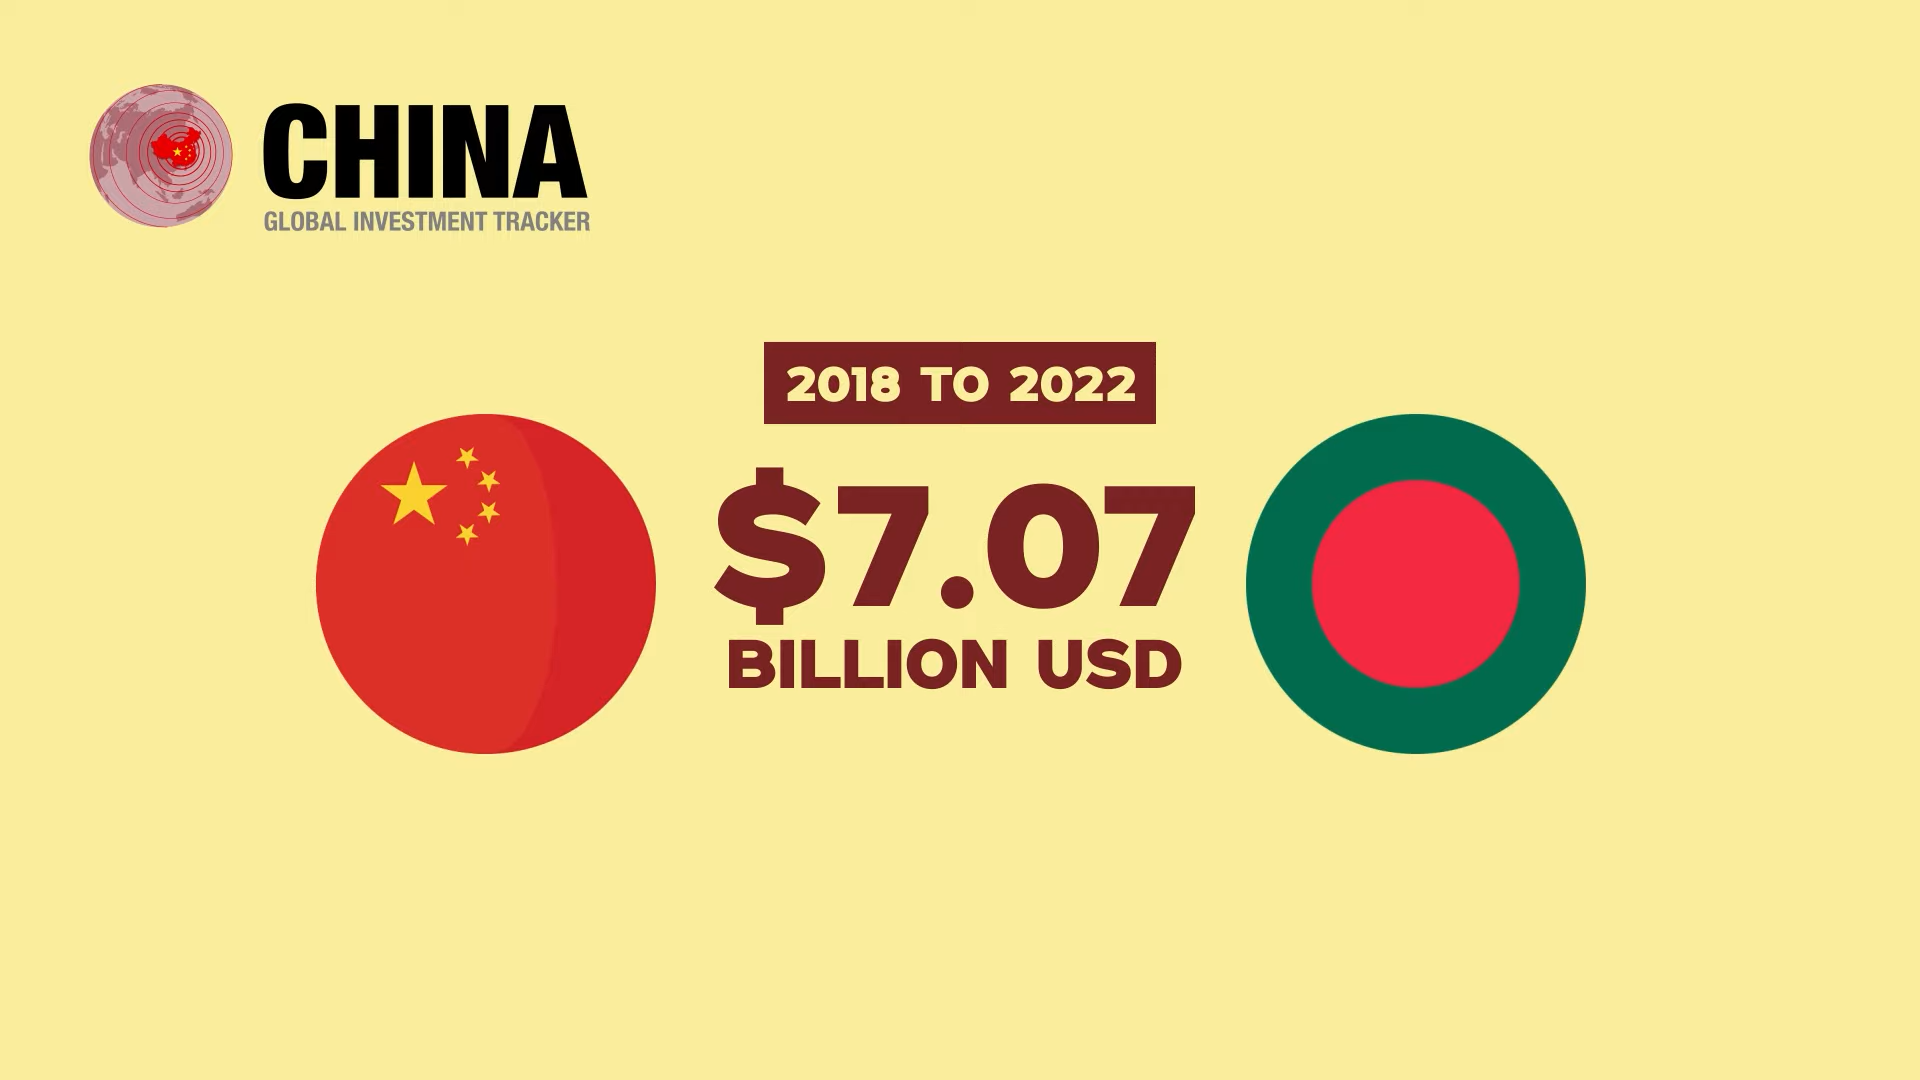 CHINA
GLOBAL INVESTMENT TRACKER
2018 TO 2022
$7.07
BILLION USD